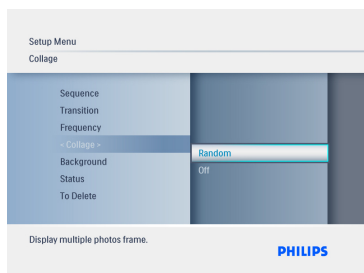 Setup Menu
Collage
Sequence
Transition
Frequency
< Collage >
Background
Status
To Delete
Random
Off
Display multiple photos frame.
PHILIPS